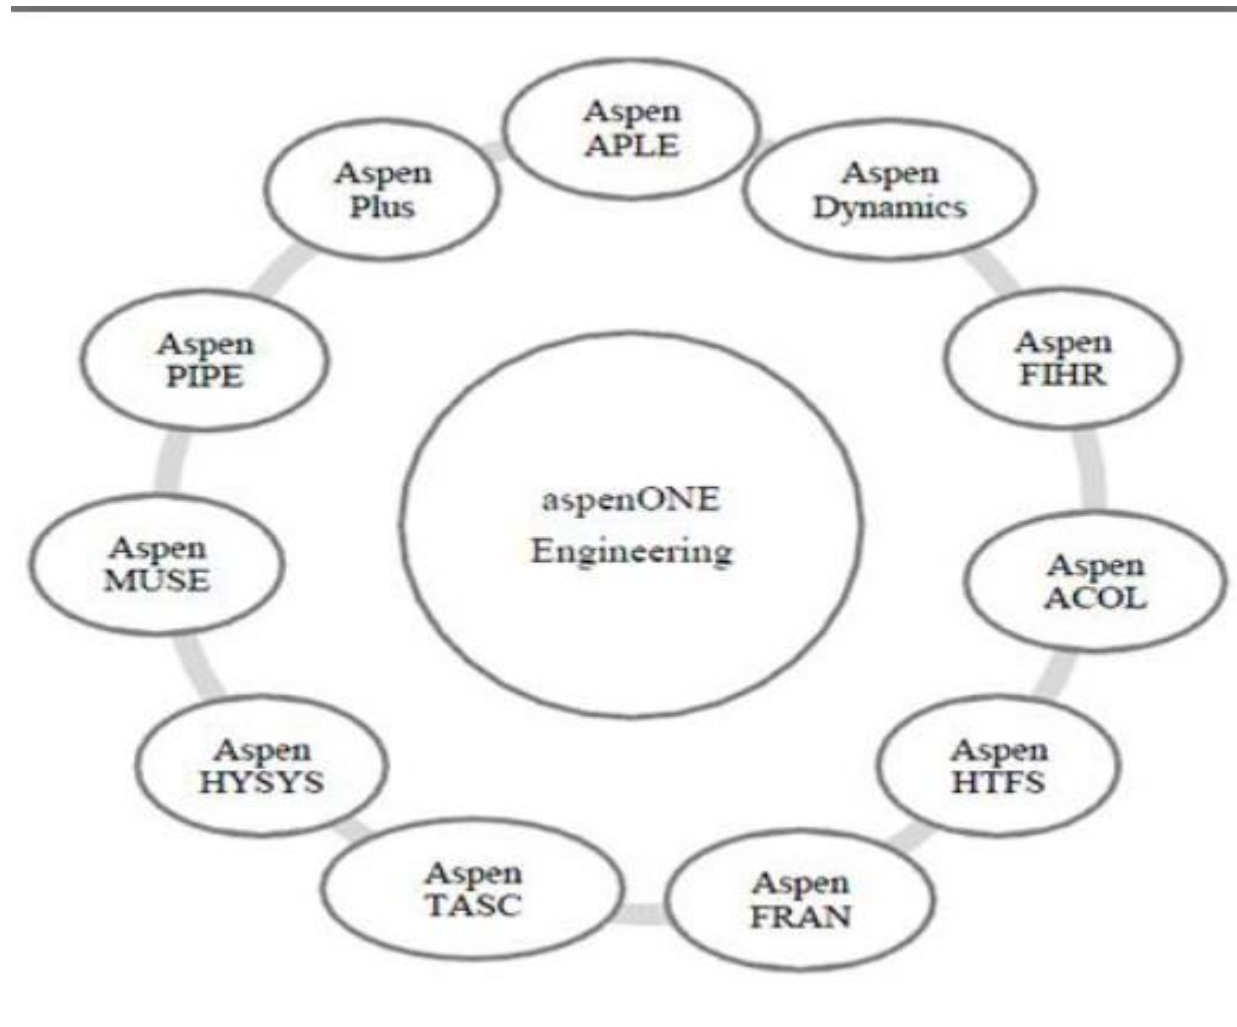 Aspen
APLE
Aspen
Dynamics
Aspen
FIHR
Aspen
ACOL
Aspen
HTFS
Aspen
FRAN
Aspen
TASC
Aspen
HYSYS
Aspen
MUSE
Aspen
PIPE
Aspen
Plus
aspenONE
Engineering